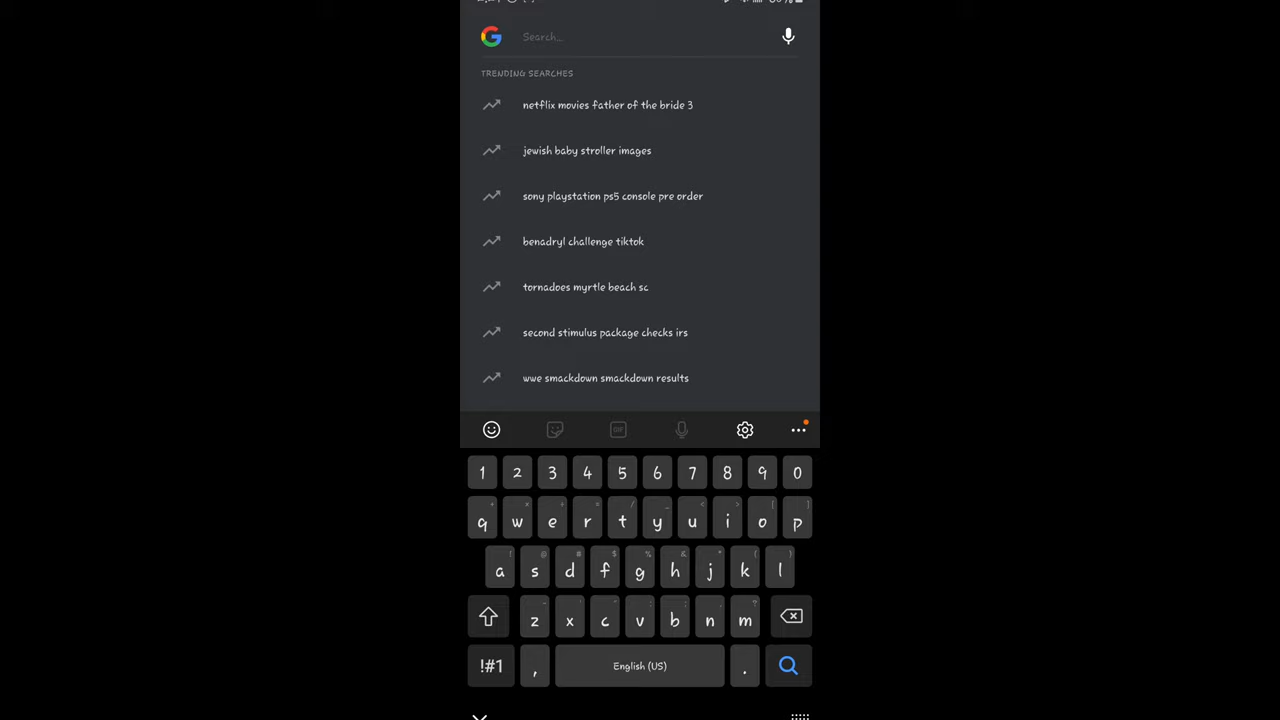 Search...
TRENDING SEARCHES
netflix movies father of the bride 3
jewish baby stroller images
sony playstation ps5 console pre order
benadryl challenge tiktok
tornadoes myrtle beach sc
second stimulus package checks irs
wwe smackdown smackdown results
GIF
1 2 3 4 5 6 7 8 9 0
q w e r t y u i o p
a s d f g h j k l
z x c v b n m
!#1 , English (US) .